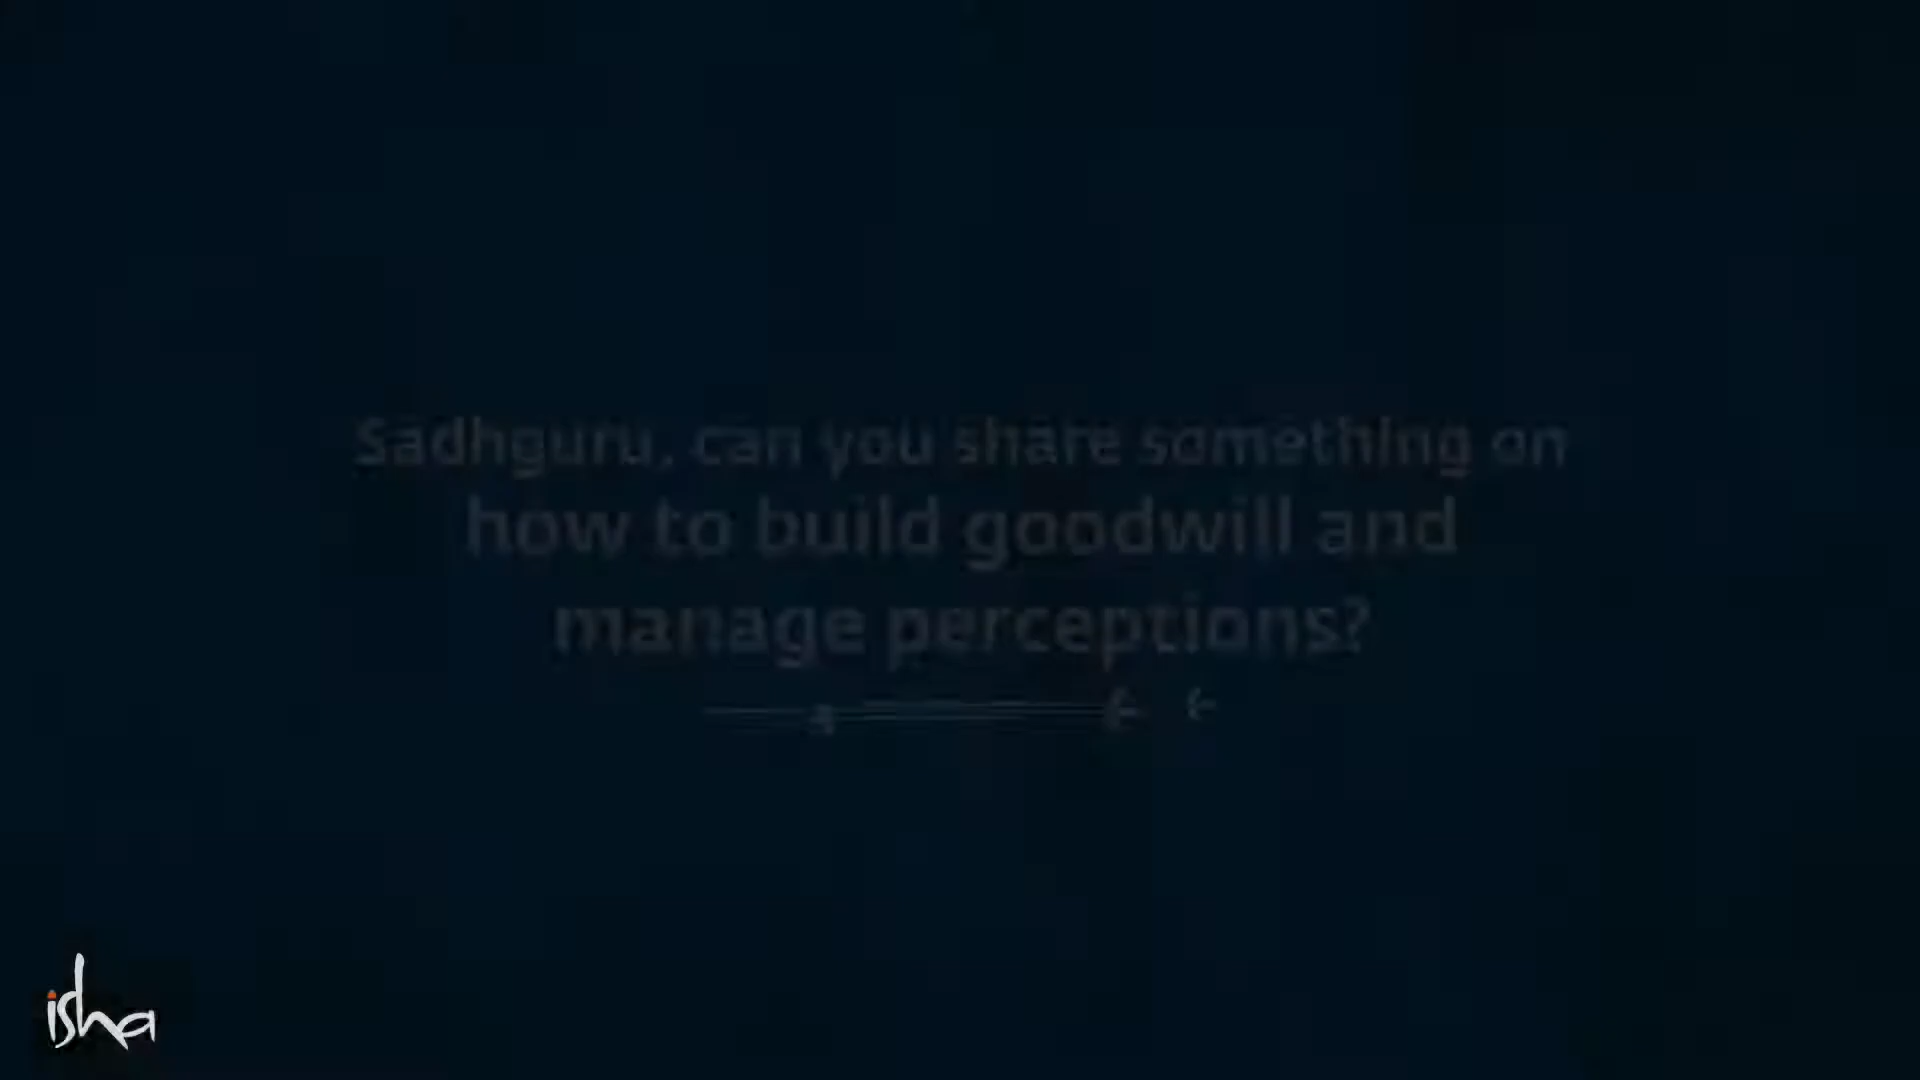 Sadhguru, can you share something on
how to build goodwill and
manage perceptions?
isha